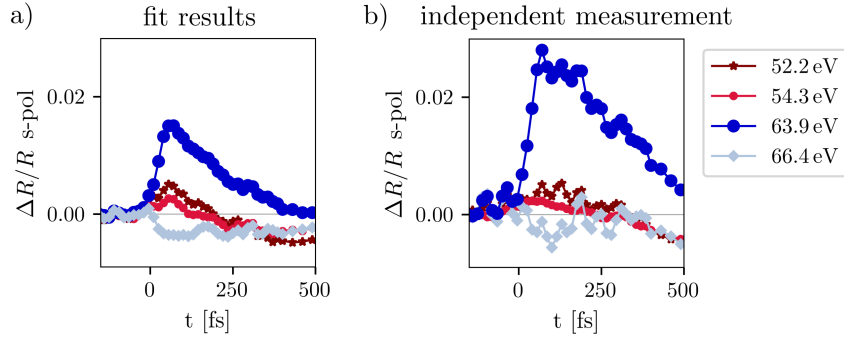 a) fit results
b) independent measurement
ΔR/R s-pol
0.02
0.00
0 250 500
t [fs]
ΔR/R s-pol
0.02
0.00
0 250 500
t [fs]
52.2 eV
54.3 eV
63.9 eV
66.4 eV